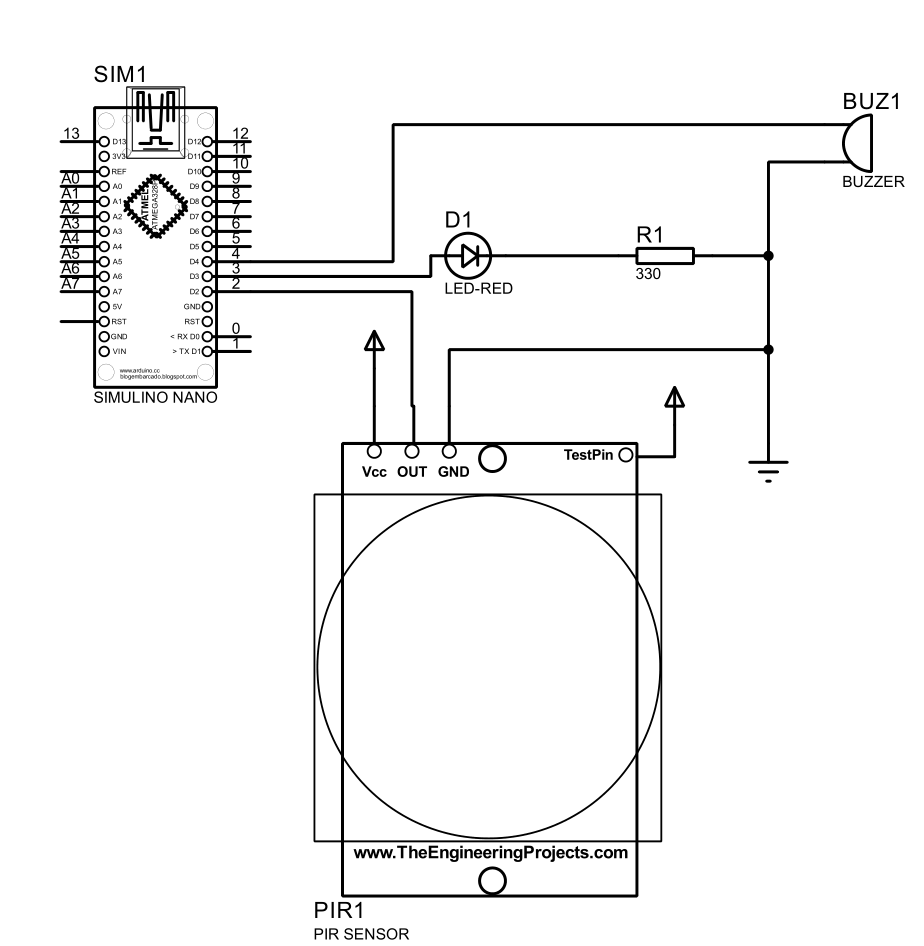 SIM1
BUZ1
BUZZER
13
12
11
10
A0
9
A1
8
A2
7
A3
6
A4
5
A5
4
A6
3
A7
2
0
1
D13
3V3
REF
A0
A1
A2
A3
A4
A5
A6
A7
5V
RST
GND
VIN
D12
D11
D10
D9
D8
D7
D6
D5
D4
D3
D2
GND
RST
< RX D0
> TX D1
ATMEL
www.arduino.cc
blogembarcado.blogspot.com
SIMULINO NANO
D1
LED-RED
R1
330
Vcc OUT GND
TestPin
www.TheEngineeringProjects.com
PIR1
PIR SENSOR